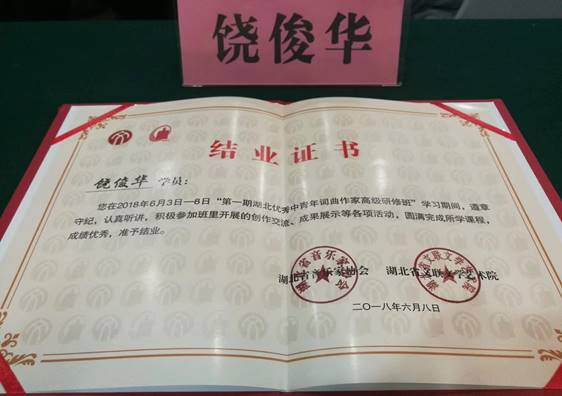 饶俊华
结业证书
饶俊华 学员：
您在2018年6月3日—8日“第一期湖北优秀中青年词曲作家高级研修班”学习期间，遵章
守纪，认真听讲，积极参加班里开展的创作交流、成果展示等各项活动，圆满完成所学课程，
成绩优秀，准予结业。
湖北省音乐家协会 湖北省文联文学艺术院
二〇一八年六月八日